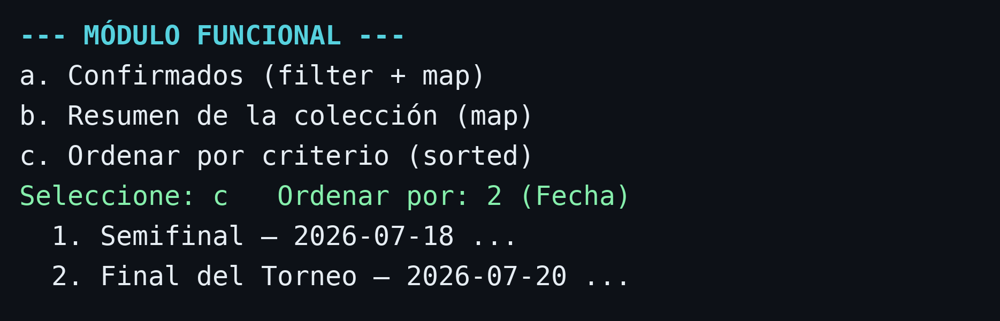 --- MÓDULO FUNCIONAL ---
a. Confirmados (filter + map)
b. Resumen de la colección (map)
c. Ordenar por criterio (sorted)
Seleccione: c   Ordenar por: 2 (Fecha)
  1. Semifinal — 2026-07-18 ...
  2. Final del Torneo — 2026-07-20 ...